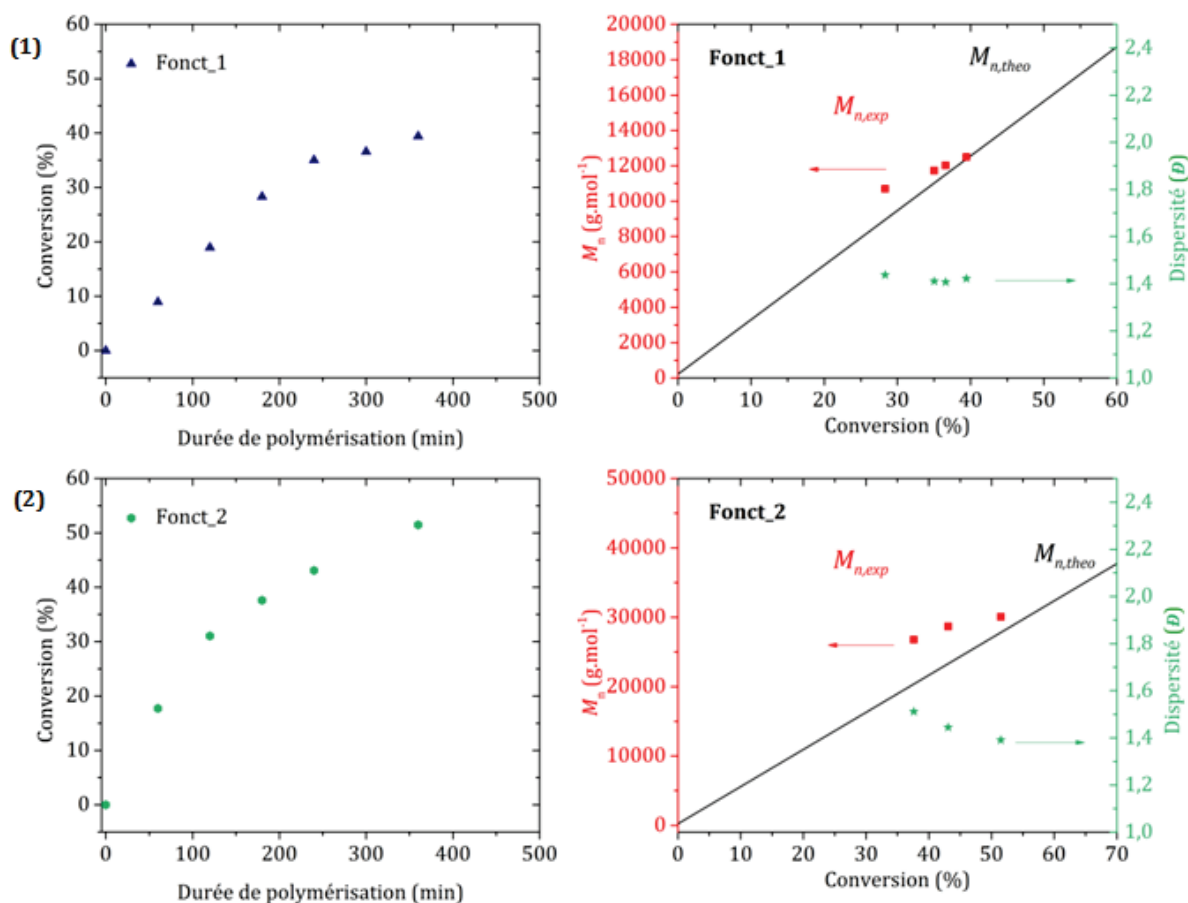 (1)
Fonct_1
Conversion (%)
60
50
40
30
20
10
0
0 100 200 300 400 500
Durée de polymérisation (min)
Fonct_1
M_n,theo
M_n,exp
M_n (g.mol^-1)
20000
18000
16000
14000
12000
10000
8000
6000
4000
2000
0
2,4
2,2
2,0
1,8
1,6
1,4
1,2
1,0
Dispersité (Đ)
0 10 20 30 40 50 60
Conversion (%)
(2)
Fonct_2
Conversion (%)
60
50
40
30
20
10
0
0 100 200 300 400 500
Durée de polymérisation (min)
Fonct_2
M_n,exp
M_n,theo
M_n (g.mol^-1)
50000
40000
30000
20000
10000
0
2,4
2,2
2,0
1,8
1,6
1,4
1,2
1,0
Dispersité (Đ)
0 10 20 30 40 50 60 70
Conversion (%)